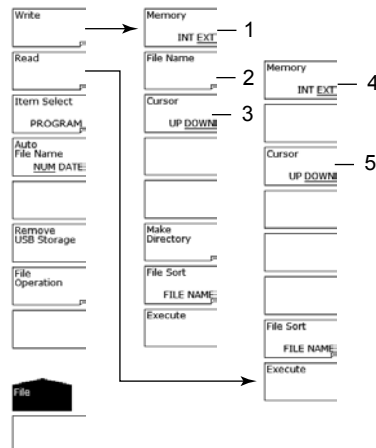 Write
Read
Item Select
PROGRAM
Auto
File Name
NUM DATE
Remove
USB Storage
File
Operation
File
Memory
INT EXT
1
File Name
2
Cursor
3
UP DOWN
Make
Directory
File Sort
FILE NAME
Execute
Memory
4
INT EXT
Cursor
5
UP DOWN
File Sort
FILE NAME
Execute